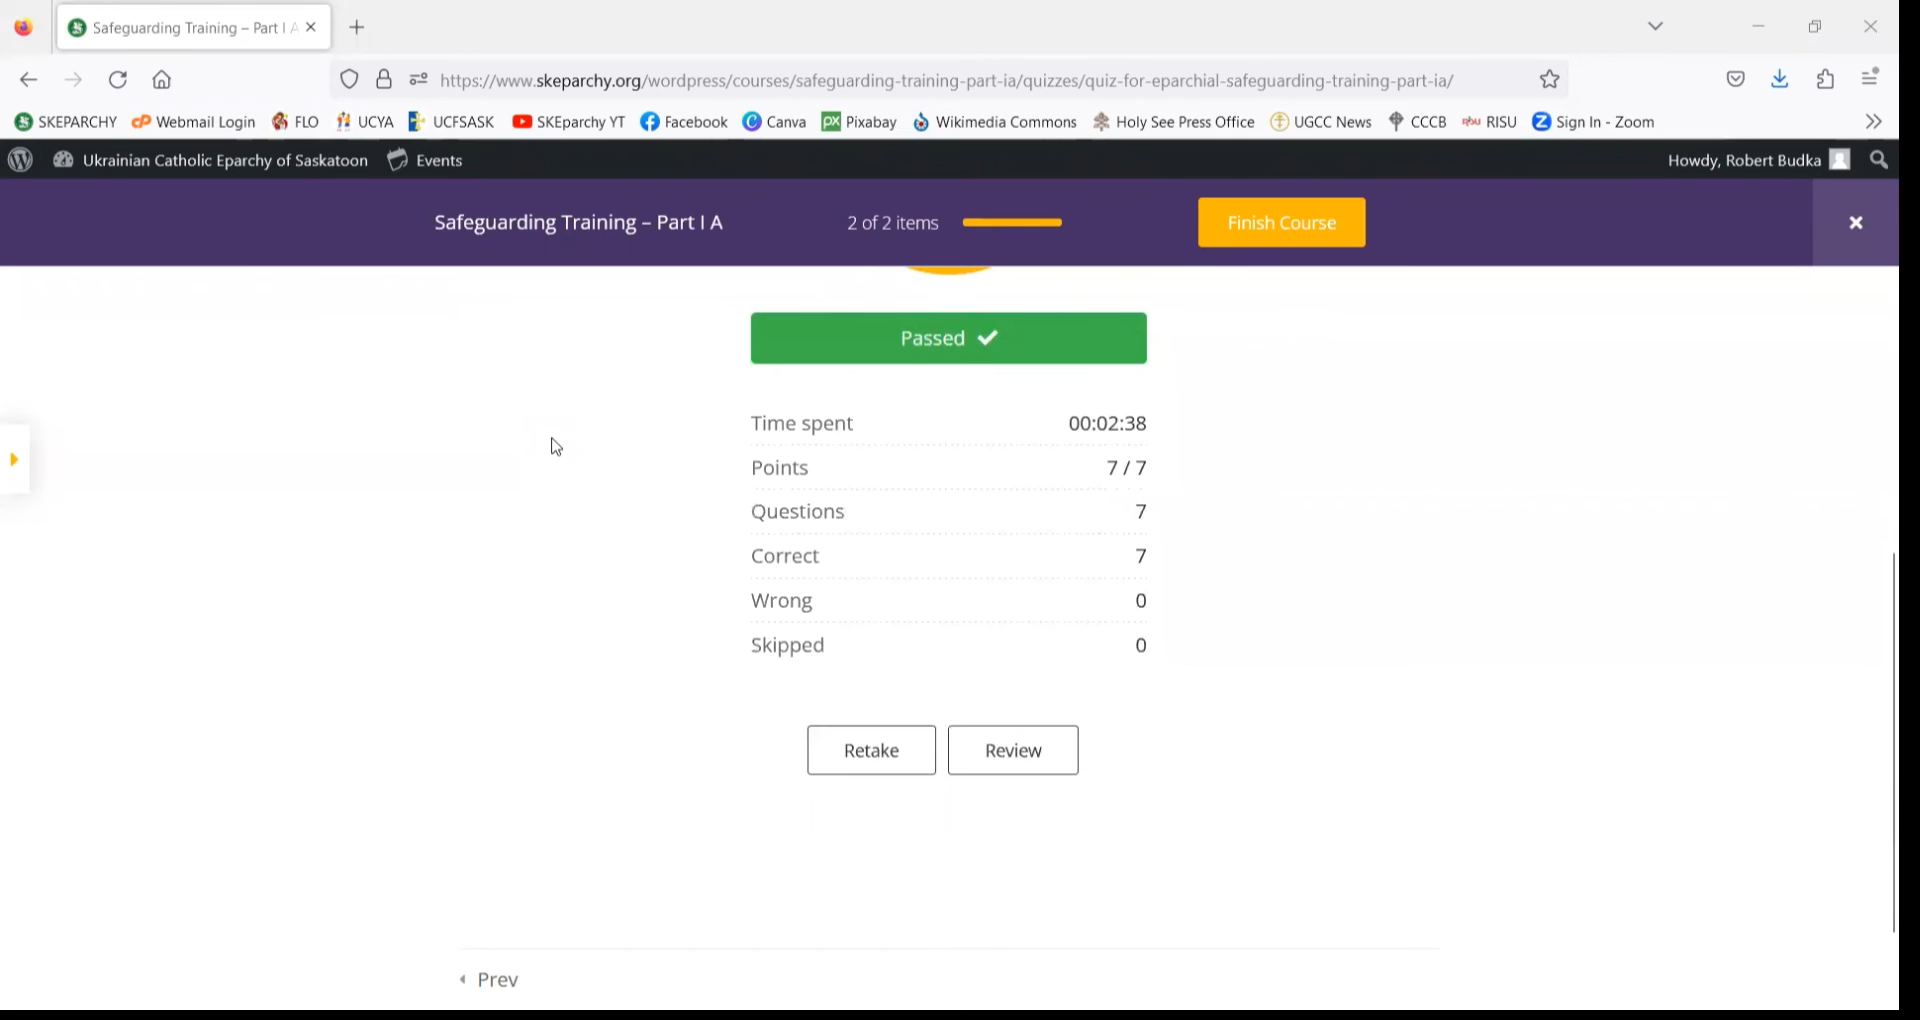 Safeguarding Training – Part I A
https://www.skeparchy.org/wordpress/courses/safeguarding-training-part-ia/quizzes/quiz-for-eparchial-safeguarding-training-part-ia/
SKEPARCHY Webmail Login FLO UCYA UCFSASK SKEparchy YT Facebook Canva px Pixabay Wikimedia Commons Holy See Press Office UGCC News CCCB RISU Sign In - Zoom
Ukrainian Catholic Eparchy of Saskatoon Events Howdy, Robert Budka
Safeguarding Training – Part I A 2 of 2 items Finish Course
Passed
Time spent 00:02:38
Points 7 / 7
Questions 7
Correct 7
Wrong 0
Skipped 0
Retake Review
Prev